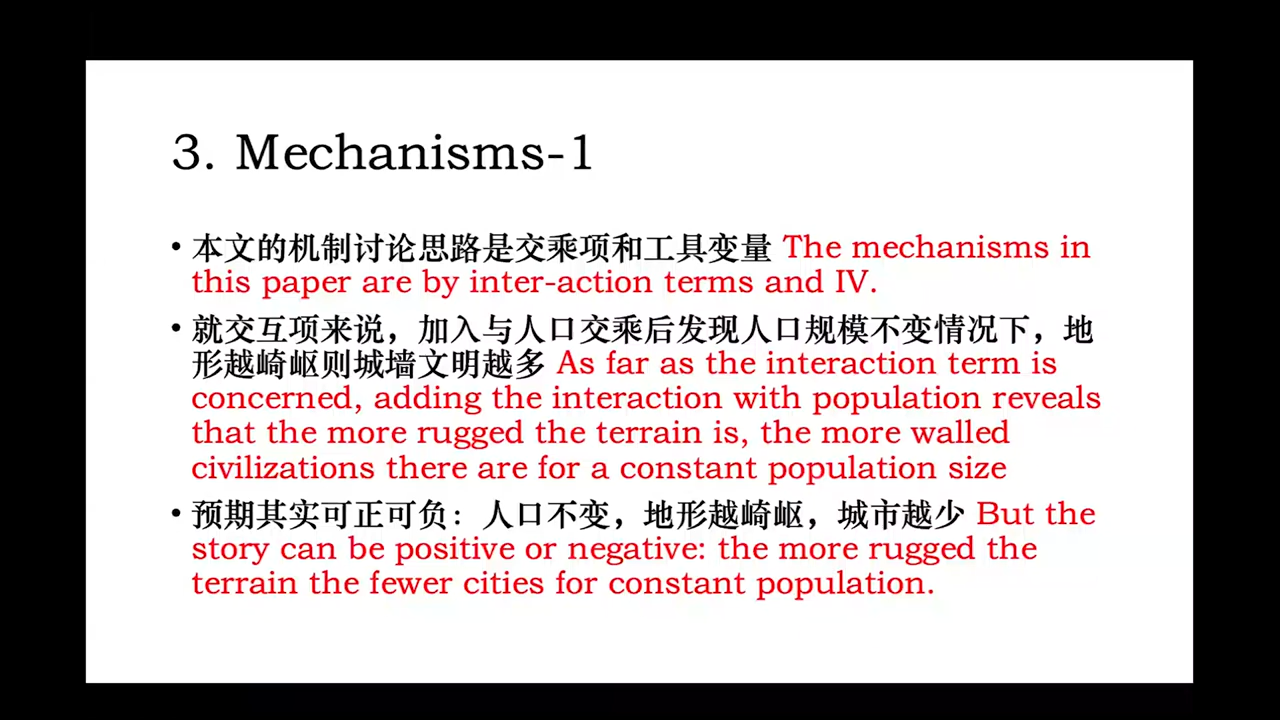 3. Mechanisms-1
• 本文的机制讨论思路是交乘项和工具变量 The mechanisms in
this paper are by inter-action terms and IV.
• 就交互项来说，加入与人口交乘后发现人口规模不变情况下，地
形越崎岖则城墙文明越多 As far as the interaction term is
concerned, adding the interaction with population reveals
that the more rugged the terrain is, the more walled
civilizations there are for a constant population size
• 预期其实可正可负：人口不变，地形越崎岖，城市越少 But the
story can be positive or negative: the more rugged the
terrain the fewer cities for constant population.